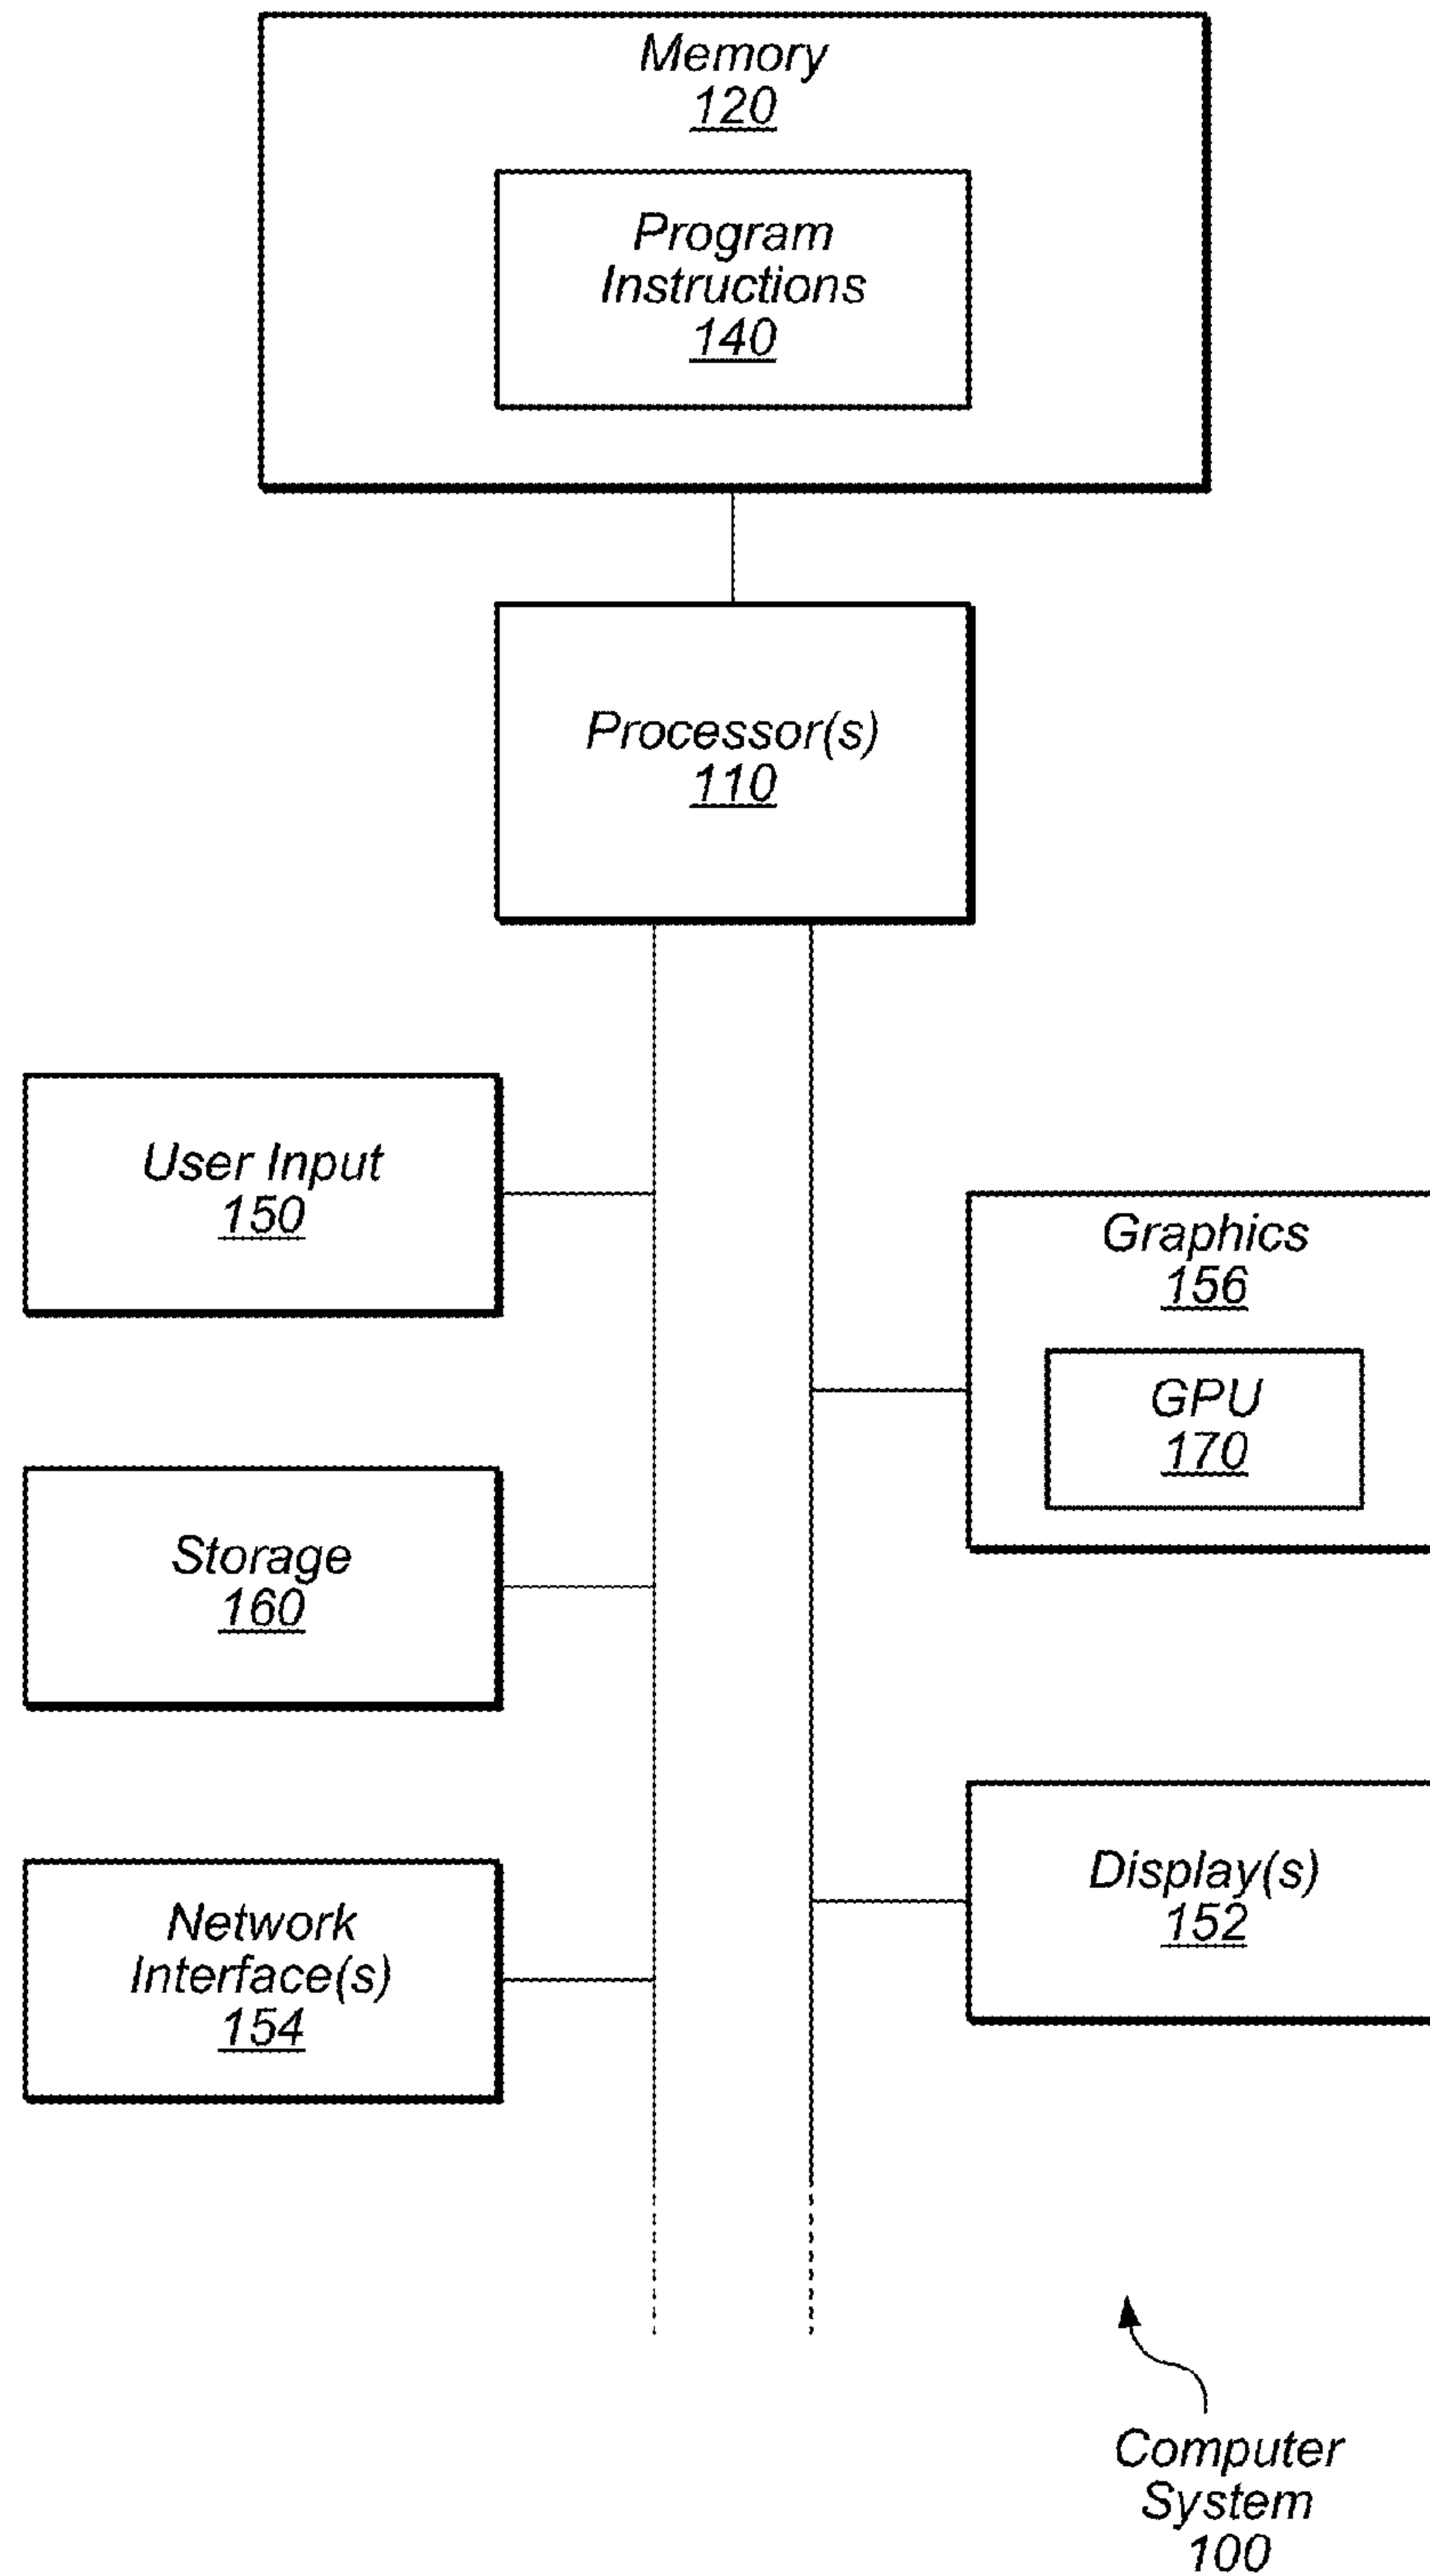 Memory
120
Program
Instructions
140
Processor(s)
110
User Input
150
Graphics
156
GPU
170
Storage
160
Display(s)
152
Network
Interface(s)
154
Computer
System
100